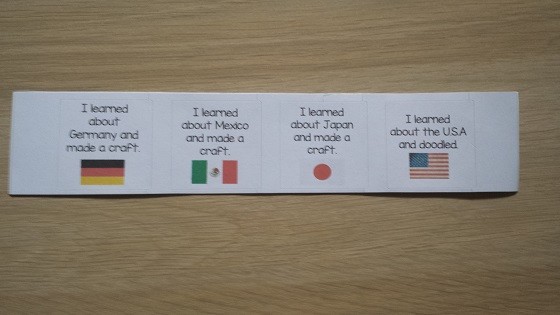 I learned
about
Germany and
made a craft.
I learned
about Mexico
and made a
craft.
I learned
about Japan
and made a
craft.
I learned
about the U.S.A
and doodled.